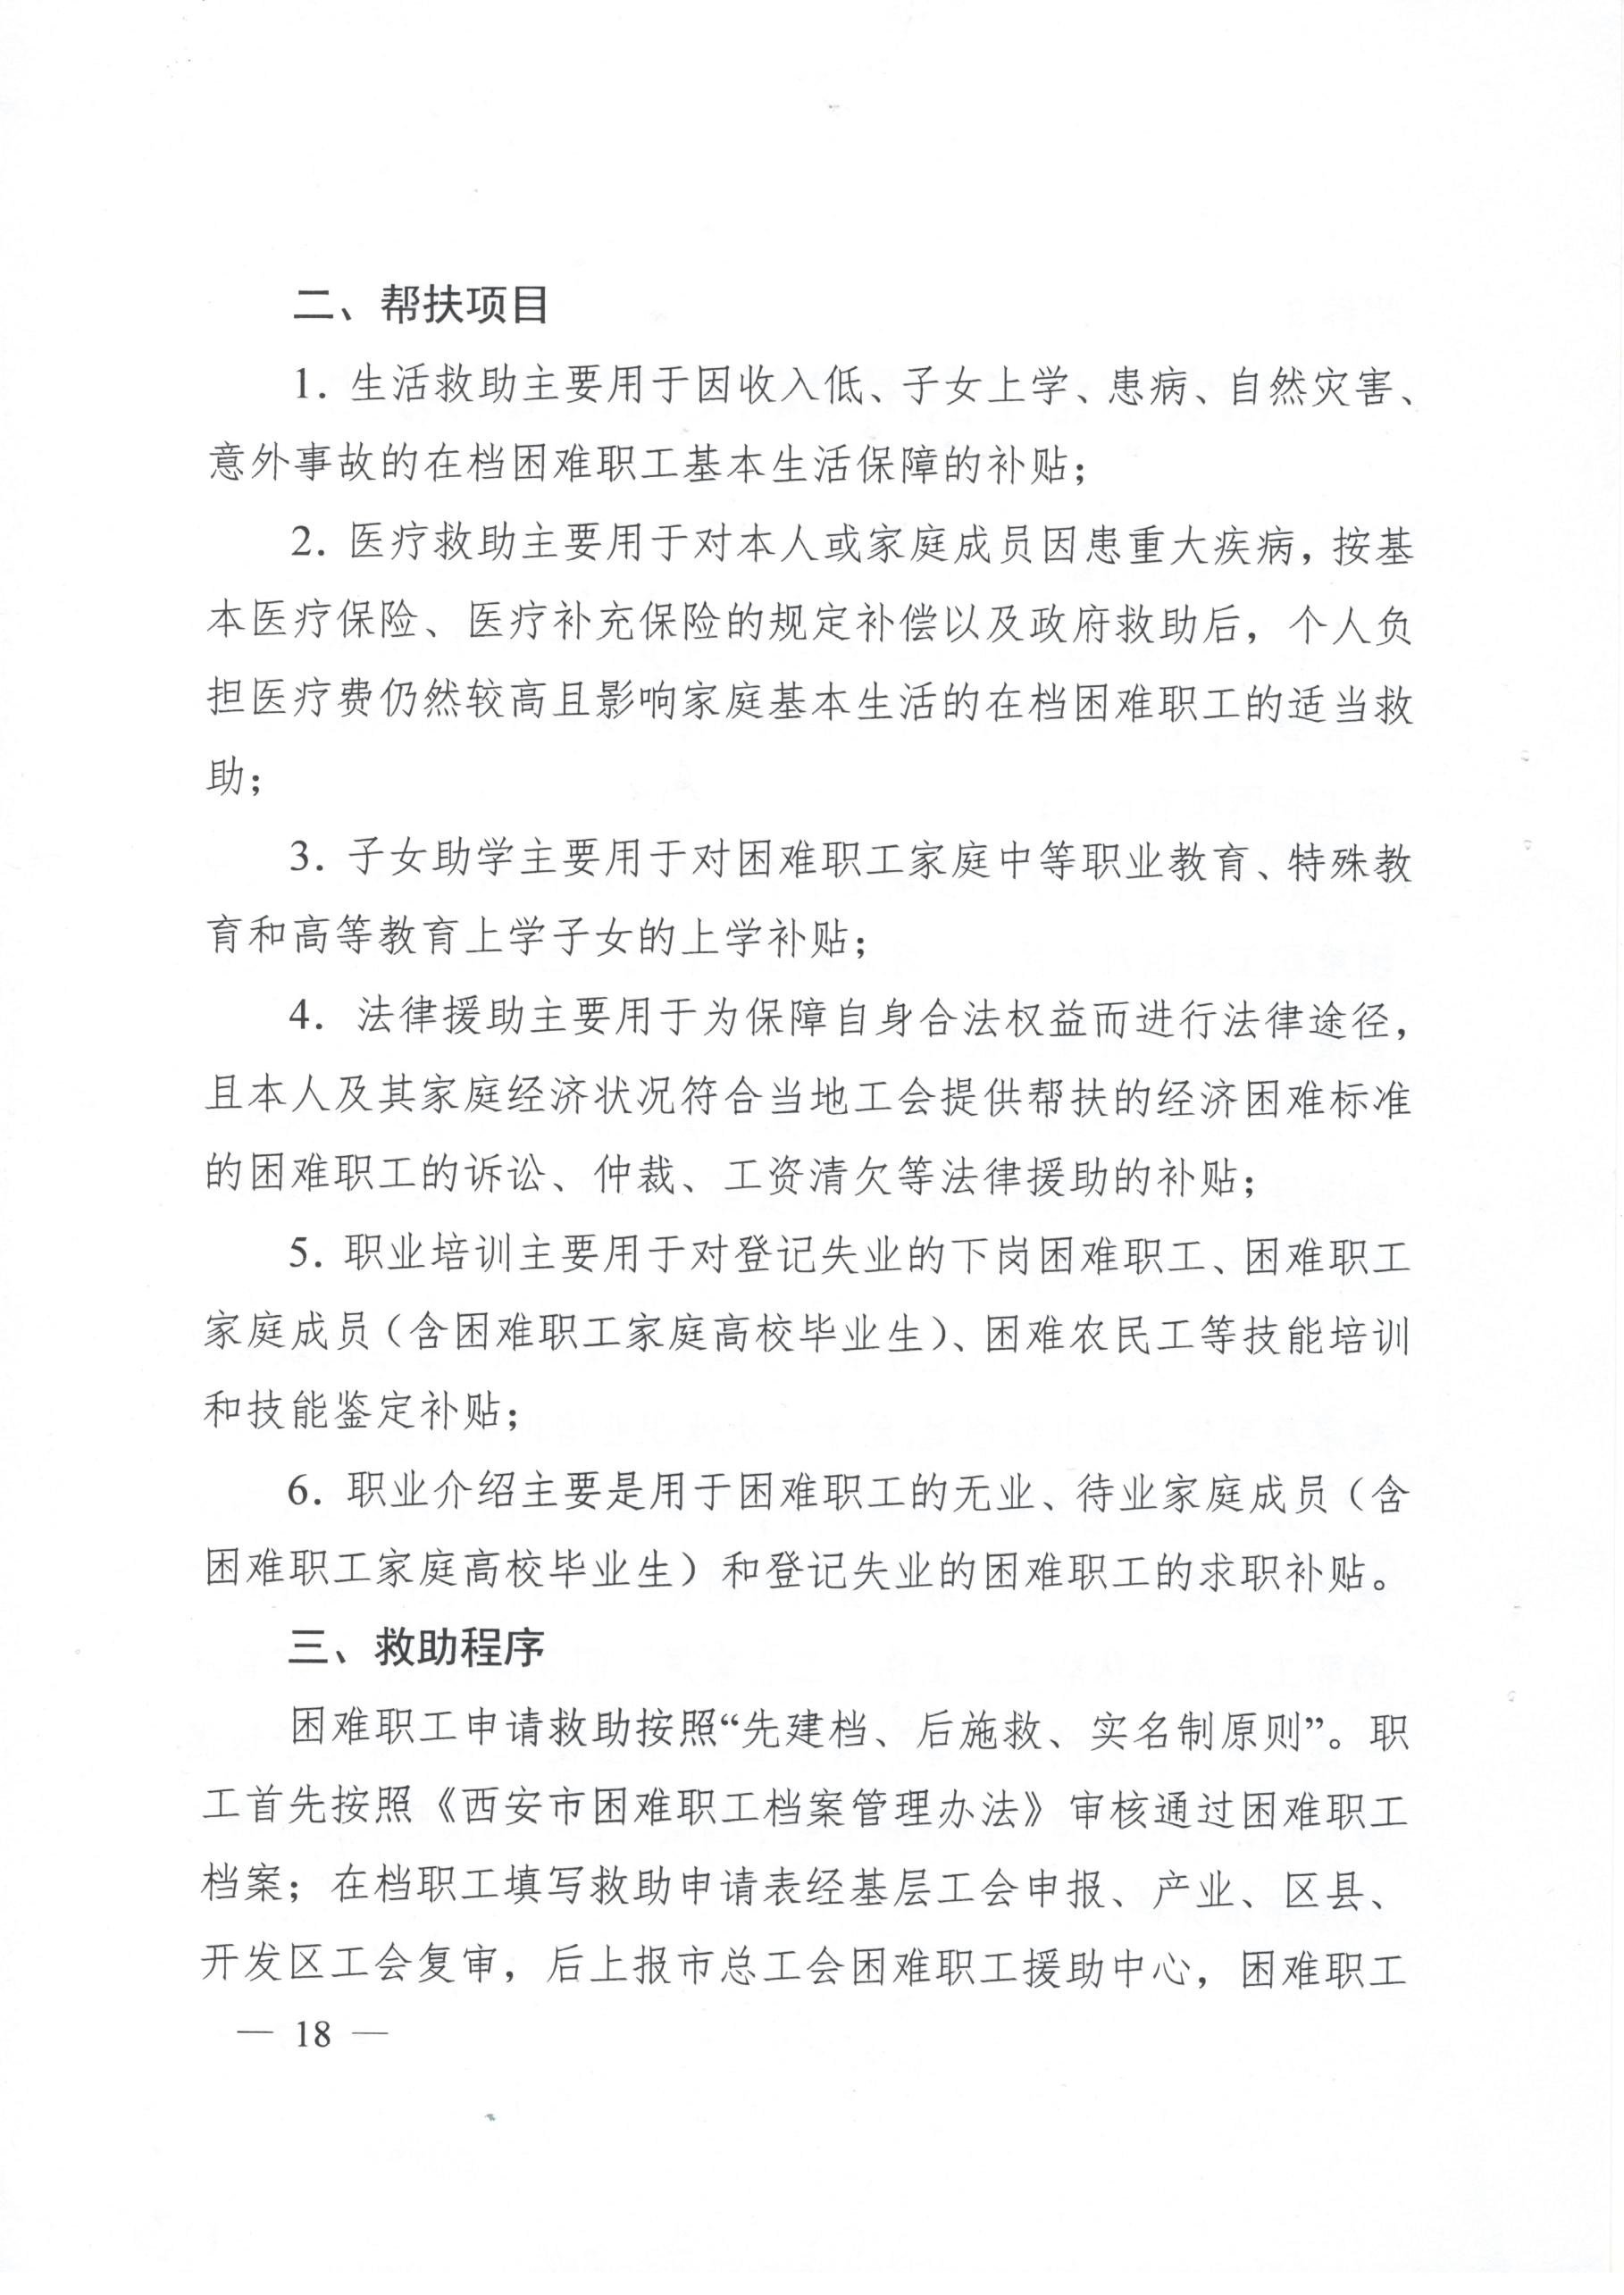 二、帮扶项目
1. 生活救助主要用于因收入低、子女上学、患病、自然灾害、
意外事故的在档困难职工基本生活保障的补贴；
2. 医疗救助主要用于对本人或家庭成员因患重大疾病，按基
本医疗保险、医疗补充保险的规定补偿以及政府救助后，个人负
担医疗费仍然较高且影响家庭基本生活的在档困难职工的适当救
助；
3. 子女助学主要用于对困难职工家庭中等职业教育、特殊教
育和高等教育上学子女的上学补贴；
4. 法律援助主要用于为保障自身合法权益而进行法律途径，
且本人及其家庭经济状况符合当地工会提供帮扶的经济困难标准
的困难职工的诉讼、仲裁、工资清欠等法律援助的补贴；
5. 职业培训主要用于对登记失业的下岗困难职工、困难职工
家庭成员（含困难职工家庭高校毕业生）、困难农民工等技能培训
和技能鉴定补贴；
6. 职业介绍主要是用于困难职工的无业、待业家庭成员（含
困难职工家庭高校毕业生）和登记失业的困难职工的求职补贴。
三、救助程序
困难职工申请救助按照“先建档、后施救、实名制原则”。职
工首先按照《西安市困难职工档案管理办法》审核通过困难职工
档案；在档职工填写救助申请表经基层工会申报、产业、区县、
开发区工会复审，后上报市总工会困难职工援助中心，困难职工
— 18 —